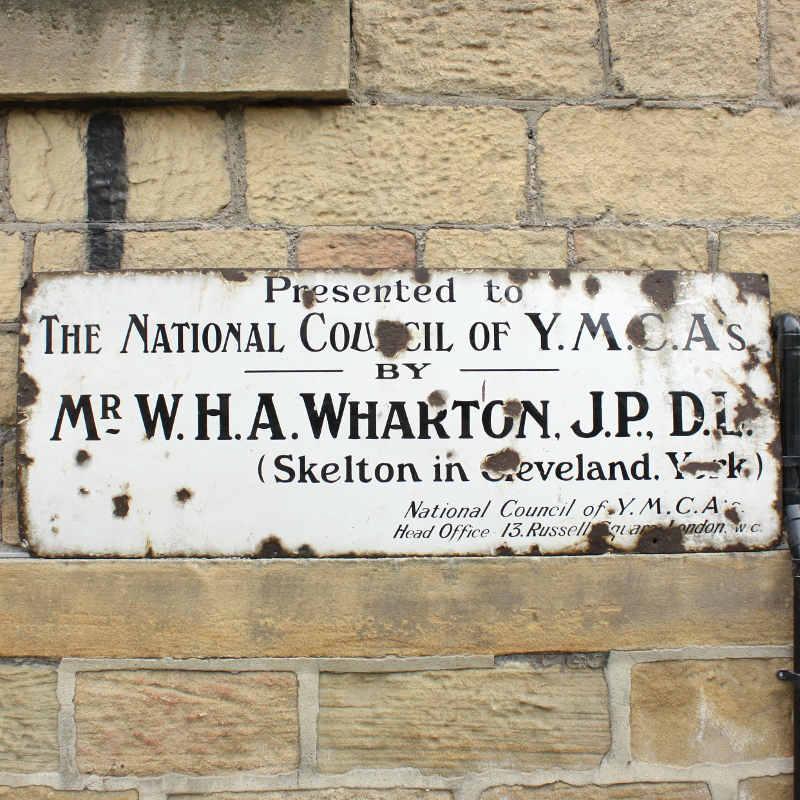 Presented to
THE NATIONAL COUNCIL OF Y.M.C.A's
BY
MR W.H.A. WHARTON, J.P., D.L.
(Skelton in Cleveland, York)
National Council of Y.M.C.A's.
Head Office - 13, Russell Square London. W.C.